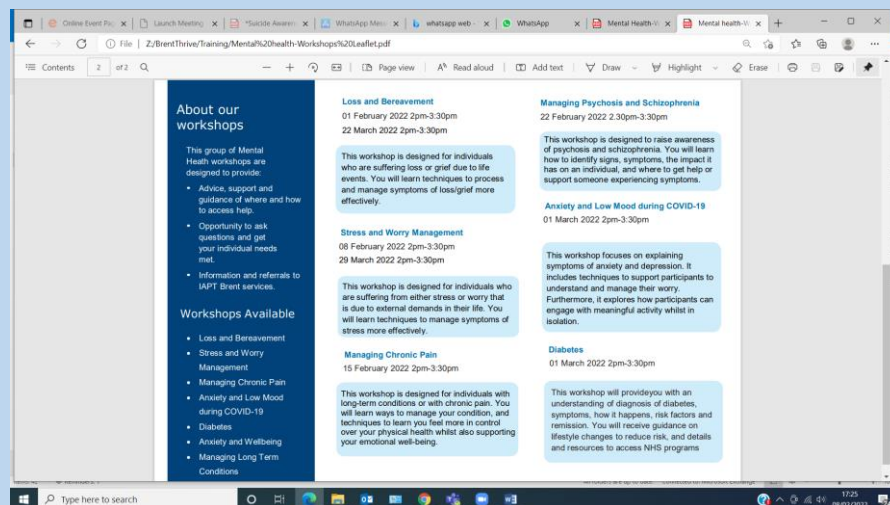 Online Event Pag
Launch Meeting
*Suicide Awaren
WhatsApp Mess
whatsapp web -
WhatsApp
Mental Health-W
Mental health-W
File
Z:/BrentThrive/Training/Mental%20health-Workshops%20Leaflet.pdf
Contents
2
of 2
Page view
Read aloud
Add text
Draw
Highlight
Erase
About our
workshops
This group of Mental
Heath workshops are
designed to provide:
• Advice, support and
guidance of where and how
to access help.
• Opportunity to ask
questions and get
your individual needs
met.
• Information and referrals to
IAPT Brent services.
Workshops Available
• Loss and Bereavement
• Stress and Worry
Management
• Managing Chronic Pain
• Anxiety and Low Mood
during COVID-19
• Diabetes
• Anxiety and Wellbeing
• Managing Long Term
Conditions
Loss and Bereavement
01 February 2022 2pm-3:30pm
22 March 2022 2pm-3:30pm
This workshop is designed for individuals
who are suffering loss or grief due to life
events. You will learn techniques to process
and manage symptoms of loss/grief more
effectively.
Stress and Worry Management
08 February 2022 2pm-3:30pm
29 March 2022 2pm-3:30pm
This workshop is designed for individuals who
are suffering from either stress or worry that
is due to external demands in their life. You
will learn techniques to manage symptoms of
stress more effectively.
Managing Chronic Pain
15 February 2022 2pm-3:30pm
This workshop is designed for individuals with
long-term conditions or with chronic pain. You
will learn ways to manage your condition, and
techniques to learn you feel more in control
over your physical health whilst also supporting
your emotional well-being.
Managing Psychosis and Schizophrenia
22 February 2022 2.30pm-3:30pm
This workshop is designed to raise awareness
of psychosis and schizophrenia. You will learn
how to identify signs, symptoms, the impact it
has on an individual, and where to get help or
support someone experiencing symptoms.
Anxiety and Low Mood during COVID-19
01 March 2022 2pm-3:30pm
This workshop focuses on explaining
symptoms of anxiety and depression. It
includes techniques to support participants to
understand and manage their worry.
Furthermore, it explores how participants can
engage with meaningful activity whilst in
isolation.
Diabetes
01 March 2022 2pm-3:30pm
This workshop will provideyou with an
understanding of diagnosis of diabetes,
symptoms, how it happens, risk factors and
remission. You will receive guidance on
lifestyle changes to reduce risk, and details
and resources to access NHS programs
Type here to search
17:25